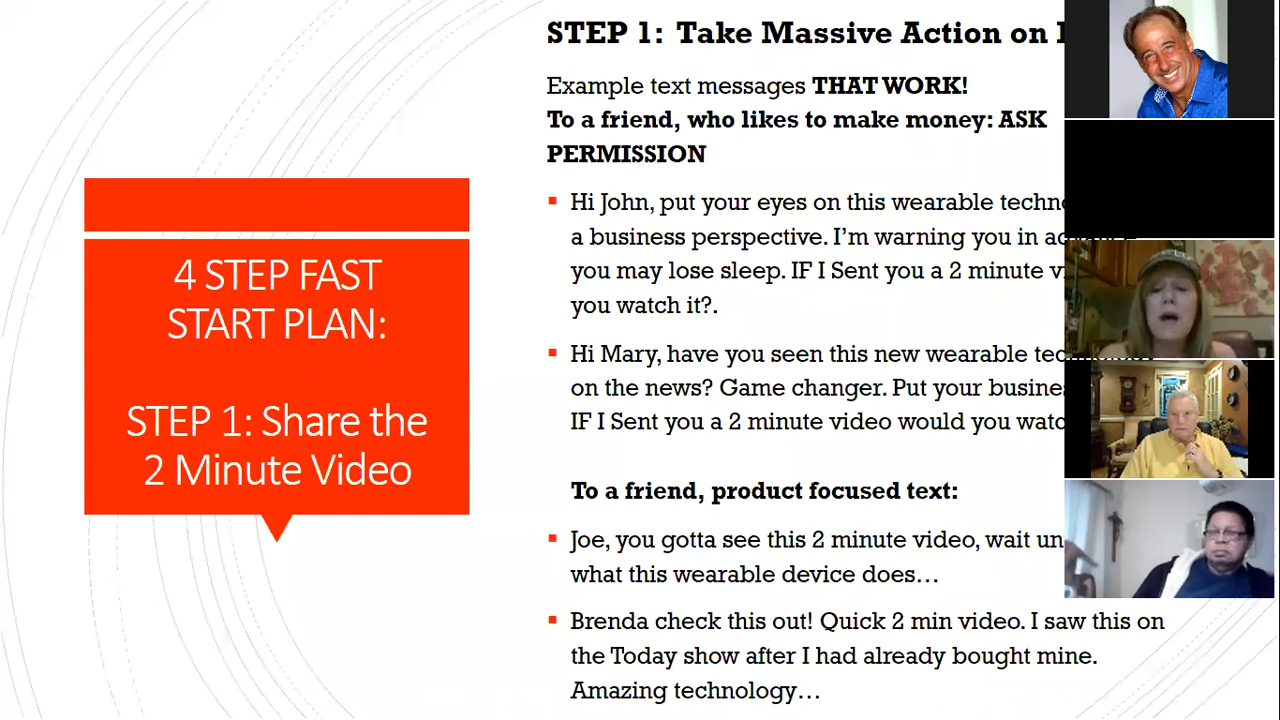 4 STEP FAST
START PLAN:
STEP 1: Share the
2 Minute Video
STEP 1: Take Massive Action on
Example text messages THAT WORK!
To a friend, who likes to make money: ASK
PERMISSION
Hi John, put your eyes on this wearable
a business perspective. I’m warning you in
you may lose sleep. IF I Sent you a 2 minute
you watch it?.
Hi Mary, have you seen this new wearable
on the news? Game changer. Put your
IF I Sent you a 2 minute video would you
To a friend, product focused text:
Joe, you gotta see this 2 minute video, wait
what this wearable device does…
Brenda check this out! Quick 2 min video. I saw this on
the Today show after I had already bought mine.
Amazing technology…